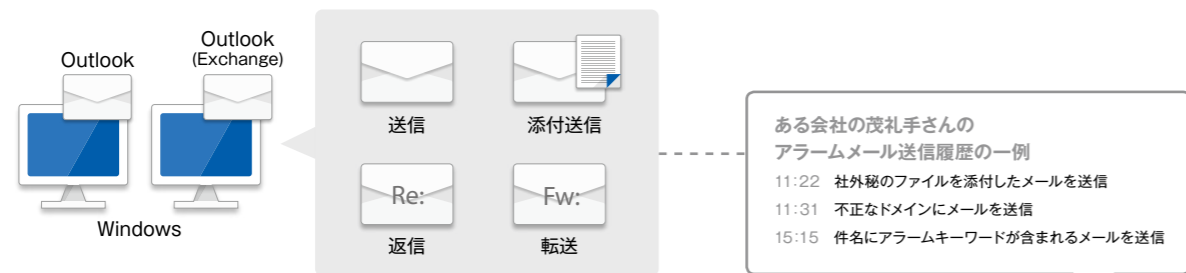 Outlook
Outlook
(Exchange)
Windows
送信
添付送信
Re:
返信
Fw:
転送
ある会社の茂礼手さんの
アラームメール送信履歴の一例
11:22 社外秘のファイルを添付したメールを送信
11:31 不正なドメインにメールを送信
15:15 件名にアラームキーワードが含まれるメールを送信